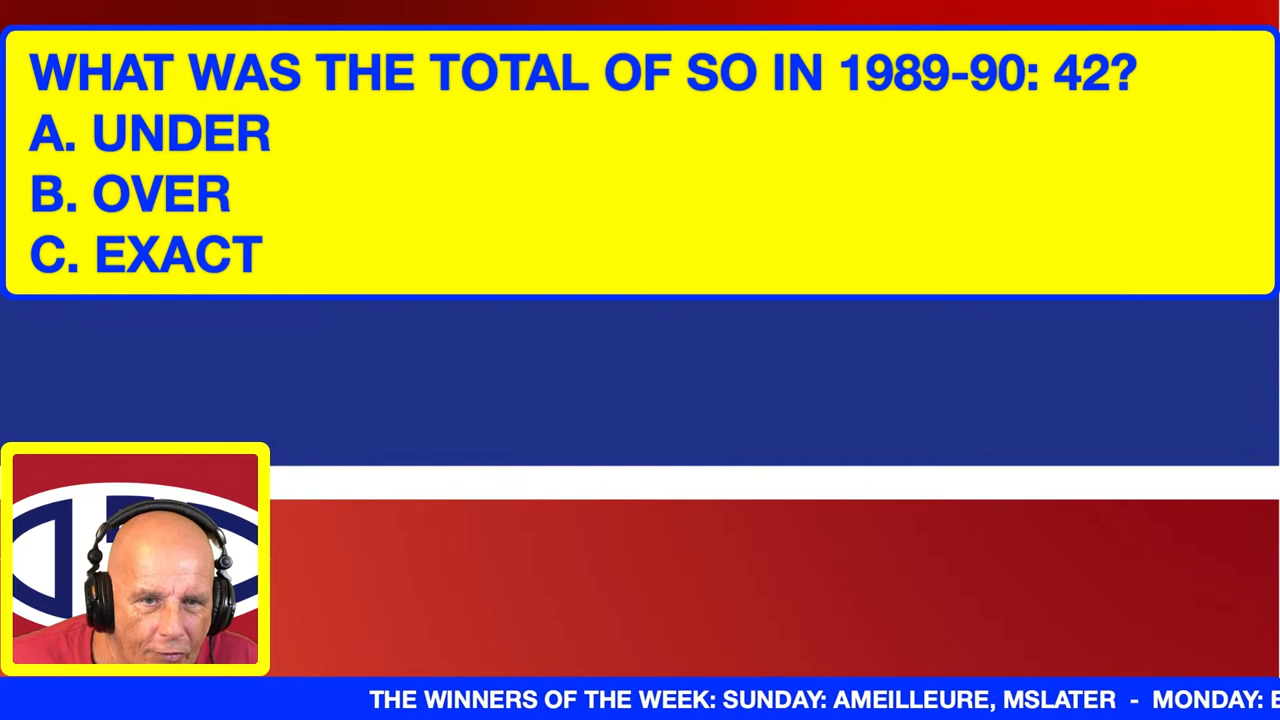 WHAT WAS THE TOTAL OF SO IN 1989-90: 42?
A. UNDER
B. OVER
C. EXACT
THE WINNERS OF THE WEEK: SUNDAY: AMEILLEURE, MSLATER - MONDAY: